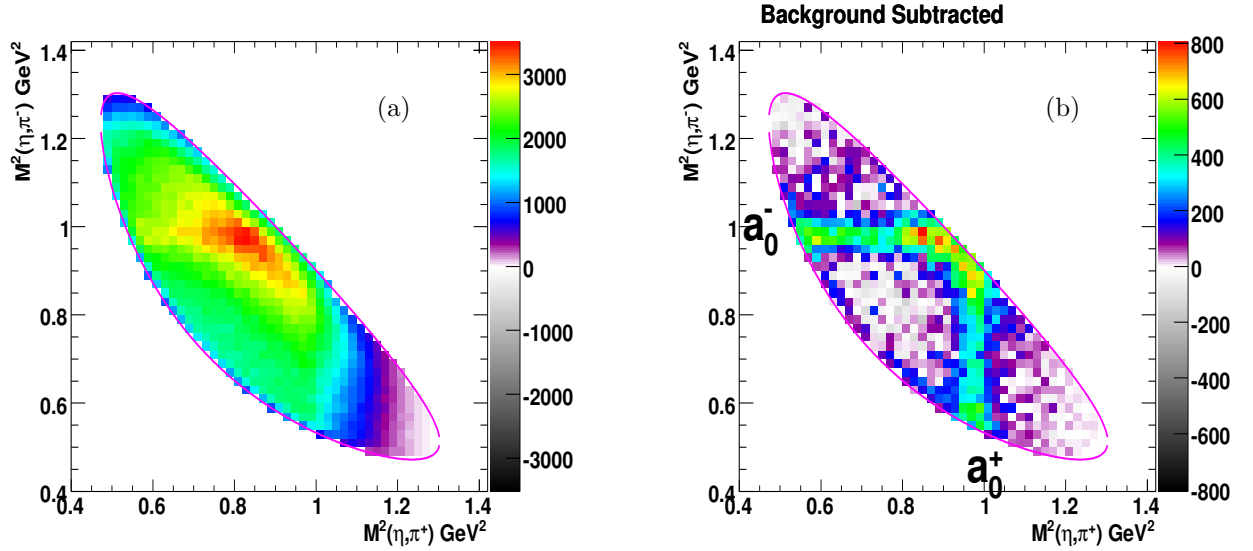 Background Subtracted
M²(η,π⁻) GeV²
1.4
1.2
1
0.8
0.6
0.4
(a)
3000
2000
1000
0
-1000
-2000
-3000
0.4 0.6 0.8 1 1.2 1.4
M²(η,π⁺) GeV²
M²(η,π⁻) GeV²
1.4
1.2
1
0.8
0.6
0.4
(b)
a₀⁻
a₀⁺
800
600
400
200
0
-200
-400
-600
-800
0.4 0.6 0.8 1 1.2 1.4
M²(η,π⁺) GeV²